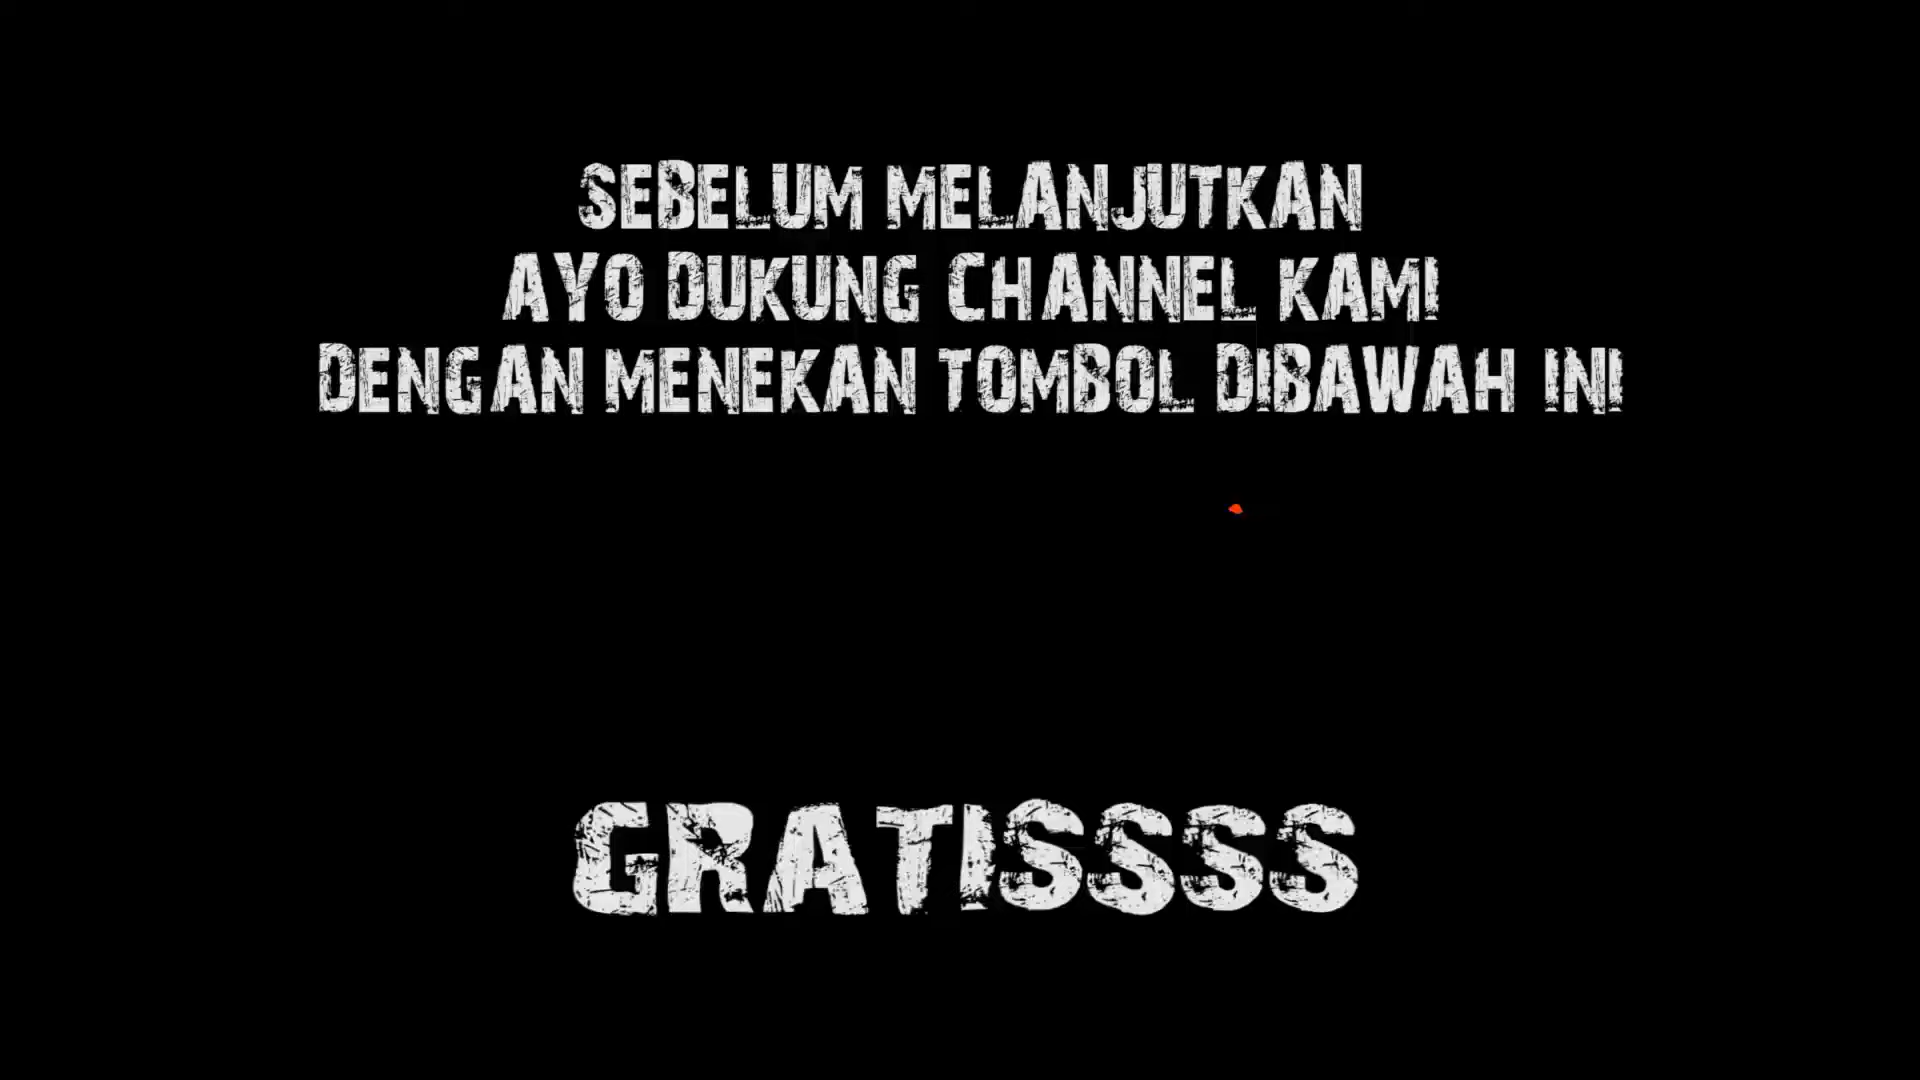 SEBELUM MELANJUTKAN
AYO DUKUNG CHANNEL KAMI
DENGAN MENEKAN TOMBOL DIBAWAH INI
GRATISSSS